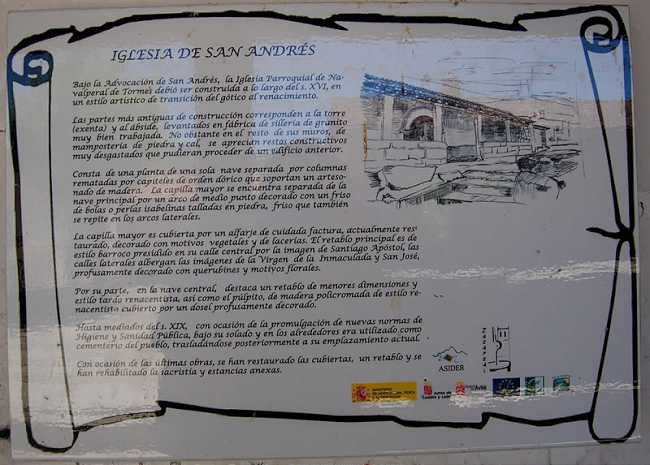 IGLESIA DE SAN ANDRÉS
Bajo la Advocación de San Andrés, la Iglesia Parroquial de Na-
valperal de Tormes debió ser construida a lo largo del s. XVI, en
un estilo artístico de transición del gótico al renacimiento.
Las partes más antiguas de construcción corresponden a la torre
(exenta) y al ábside, levantados en fábrica de sillería de granito
muy bien trabajada. No obstante en el resto de sus muros, de
mampostería de piedra y cal, se aprecian restos constructivos
muy desgastados que pudieran proceder de un edificio anterior.
Consta de una planta de una sola nave separada por columnas
rematadas por capiteles de orden dórico que soportan un arteso-
nado de madera. La capilla mayor se encuentra separada de la
nave principal por un arco de medio punto decorado con un friso
de bolas o perlas isabelinas talladas en piedra, friso que también
se repite en los arcos laterales.
La capilla mayor es cubierta por un alfarje de cuidada factura, actualmente res-
taurado, decorado con motivos vegetales y de lacerías. El retablo principal es de
estilo barroco presidido en su calle central por la imagen de Santiago Apóstol, las
calles laterales albergan las imágenes de la Virgen de la Inmaculada y San José,
profusamente decorado con querubines y motivos florales.
Por su parte, en la nave central, destaca un retablo de menores dimensiones y
estilo tardo renacentista, así como el púlpito, de madera policromada de estilo re-
nacentista cubierto por un dosel profusamente decorado.
Hasta mediados del s. XIX, con ocasión de la promulgación de nuevas normas de
Higiene y Sanidad Pública, bajo su solado y en los alrededores era utilizado como
cementerio del pueblo, trasladándose posteriormente a su emplazamiento actual.
Con ocasión de las últimas obras, se han restaurado las cubiertas, un retablo y se
han rehabilitado la sacristía y estancias anexas.
ASIDER
Junta de
Castilla y León